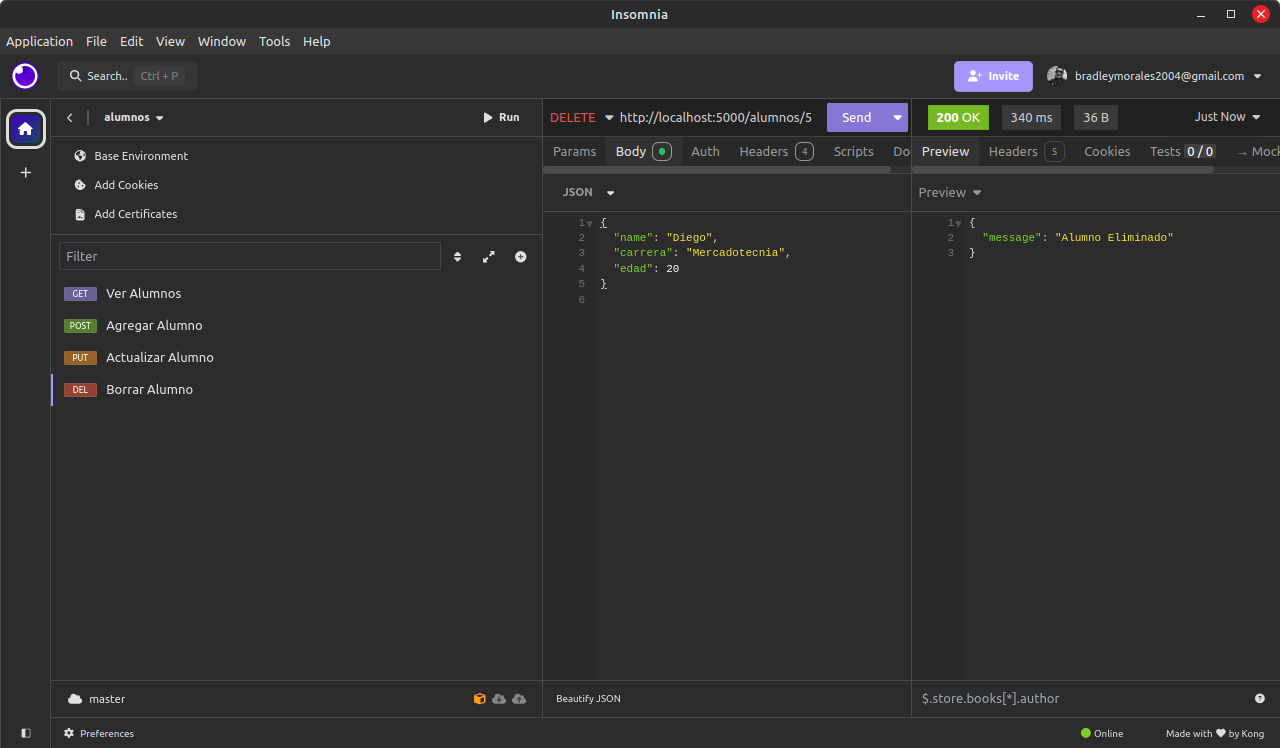 Insomnia
Application File Edit View Window Tools Help
Search.. Ctrl + P
Invite
bradleymorales2004@gmail.com
alumnos
Run
Base Environment
Add Cookies
Add Certificates
Filter
GET Ver Alumnos
POST Agregar Alumno
PUT Actualizar Alumno
DEL Borrar Alumno
master
DELETE http://localhost:5000/alumnos/5 Send
Params Body Auth Headers 4 Scripts Do
JSON
1 {
2 "name": "Diego",
3 "carrera": "Mercadotecnia",
4 "edad": 20
5 }
6
Beautify JSON
200 OK 340 ms 36 B Just Now
Preview Headers 5 Cookies Tests 0 / 0 → Mock
Preview
1 {
2 "message": "Alumno Eliminado"
3 }
$.store.books[*].author
Preferences
Online
Made with ♥ by Kong